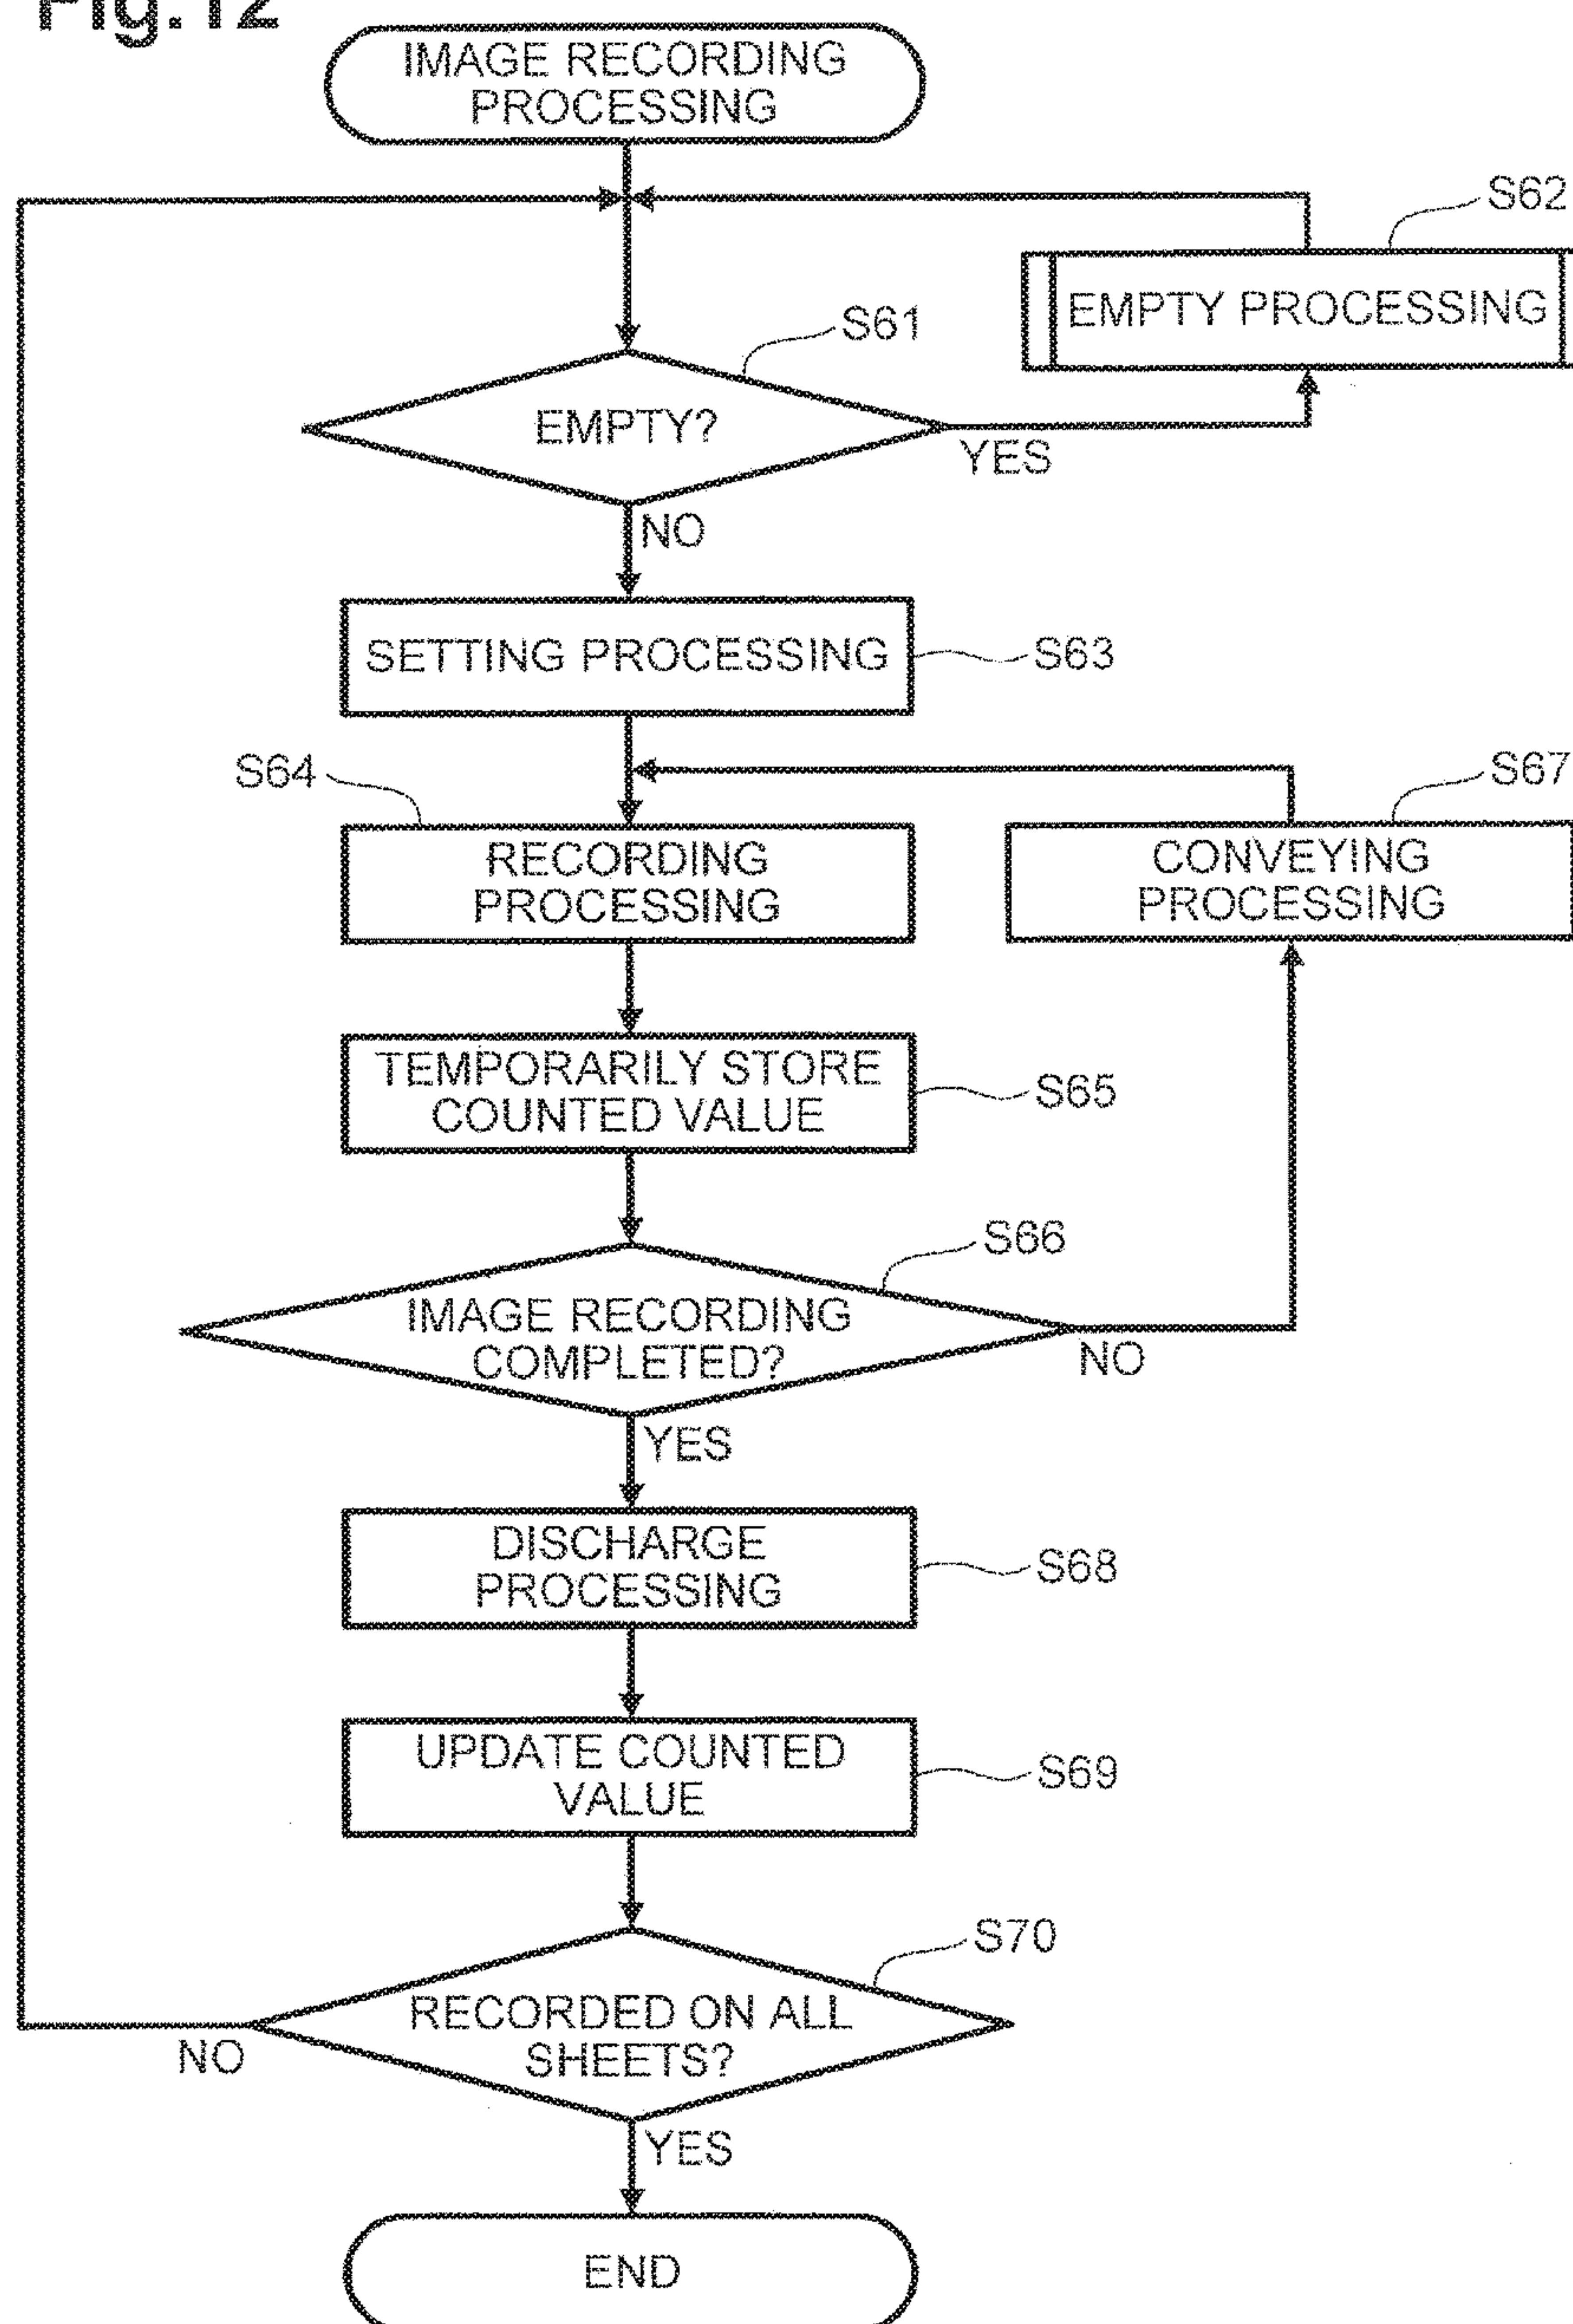 Fig.12
IMAGE RECORDING
PROCESSING
S62
EMPTY PROCESSING
S61
EMPTY?
YES
NO
SETTING PROCESSING
S63
S64
S67
RECORDING
PROCESSING
CONVEYING
PROCESSING
TEMPORARILY STORE
COUNTED VALUE
S65
S66
IMAGE RECORDING
COMPLETED?
NO
YES
DISCHARGE
PROCESSING
S68
UPDATE COUNTED
VALUE
S69
S70
RECORDED ON ALL
SHEETS?
NO
YES
END